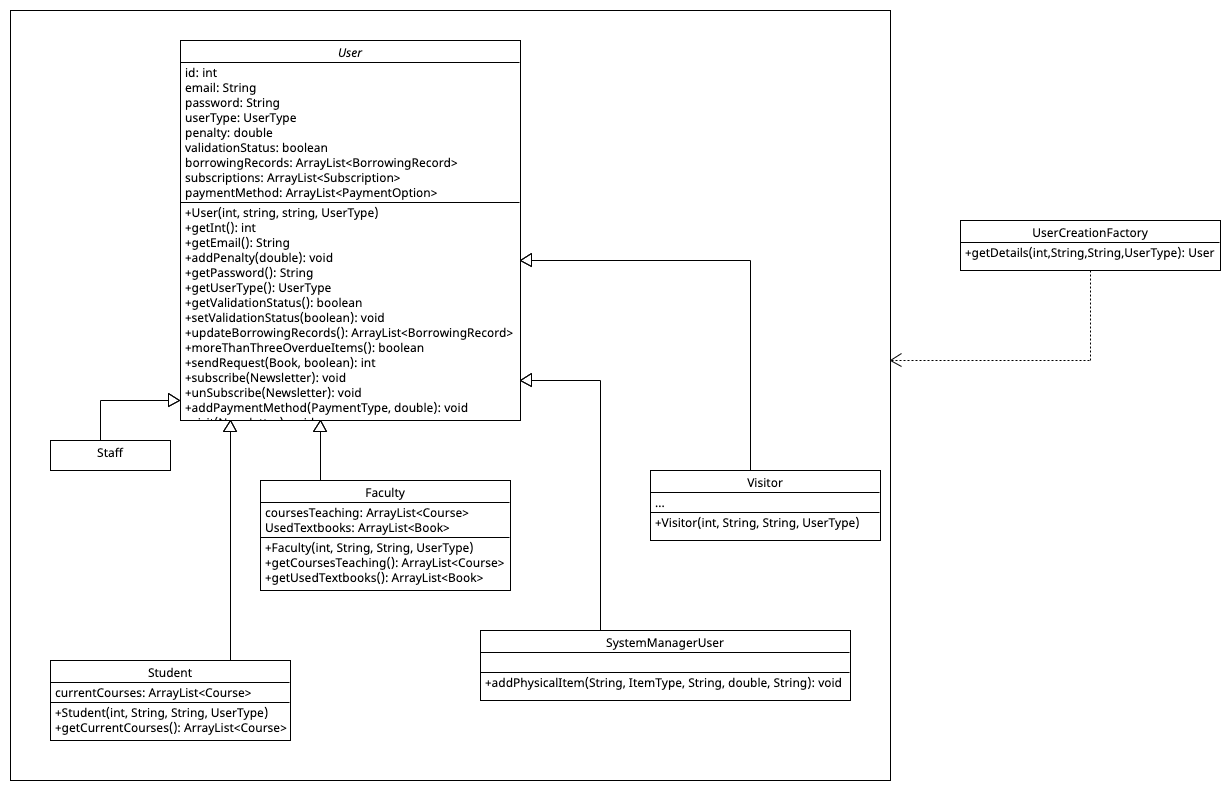 User
id: int
email: String
password: String
userType: UserType
penalty: double
validationStatus: boolean
borrowingRecords: ArrayList<BorrowingRecord>
subscriptions: ArrayList<Subscription>
paymentMethod: ArrayList<PaymentOption>
+User(int, string, string, UserType)
+getInt(): int
+getEmail(): String
+addPenalty(double): void
+getPassword(): String
+getUserType(): UserType
+getValidationStatus(): boolean
+setValidationStatus(boolean): void
+updateBorrowingRecords(): ArrayList<BorrowingRecord>
+moreThanThreeOverdueItems(): boolean
+sendRequest(Book, boolean): int
+subscribe(Newsletter): void
+unSubscribe(Newsletter): void
+addPaymentMethod(PaymentType, double): void
UserCreationFactory
+getDetails(int,String,String,UserType): User
Staff
Faculty
coursesTeaching: ArrayList<Course>
UsedTextbooks: ArrayList<Book>
+Faculty(int, String, String, UserType)
+getCoursesTeaching(): ArrayList<Course>
+getUsedTextbooks(): ArrayList<Book>
Visitor
...
+Visitor(int, String, String, UserType)
SystemManagerUser
+addPhysicalItem(String, ItemType, String, double, String): void
Student
currentCourses: ArrayList<Course>
+Student(int, String, String, UserType)
+getCurrentCourses(): ArrayList<Course>